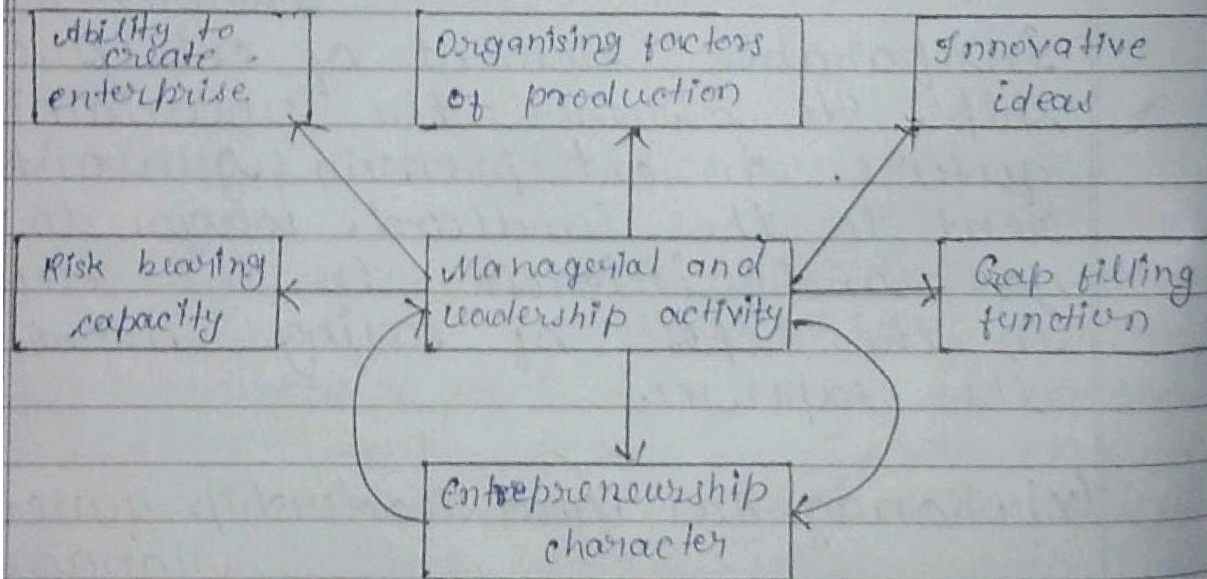 Ability to
create
enterprise
Organising factors
of production
Innovative
ideas
Risk bearing
capacity
Managerial and
leadership activity
Gap filling
function
Entrepreneurship
character